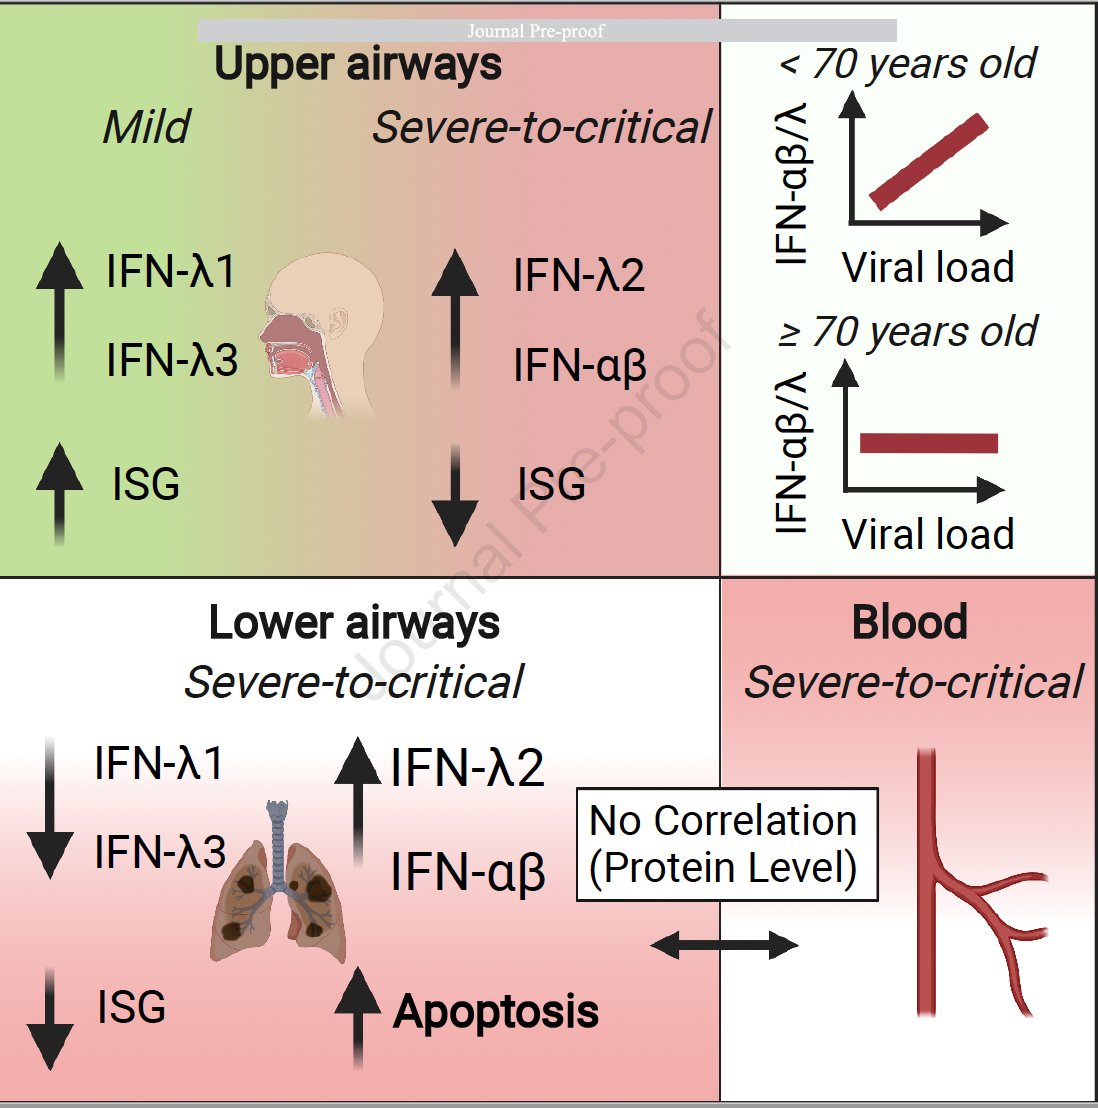 Journal Pre-proof
Upper airways
Mild
Severe-to-critical
IFN-λ1
IFN-λ3
ISG
IFN-λ2
IFN-αβ
ISG
< 70 years old
IFN-αβ/λ
Viral load
≥ 70 years old
IFN-αβ/λ
Viral load
Journal Pre-proof
Lower airways
Severe-to-critical
IFN-λ1
IFN-λ3
ISG
IFN-λ2
IFN-αβ
Apoptosis
No Correlation
(Protein Level)
Blood
Severe-to-critical